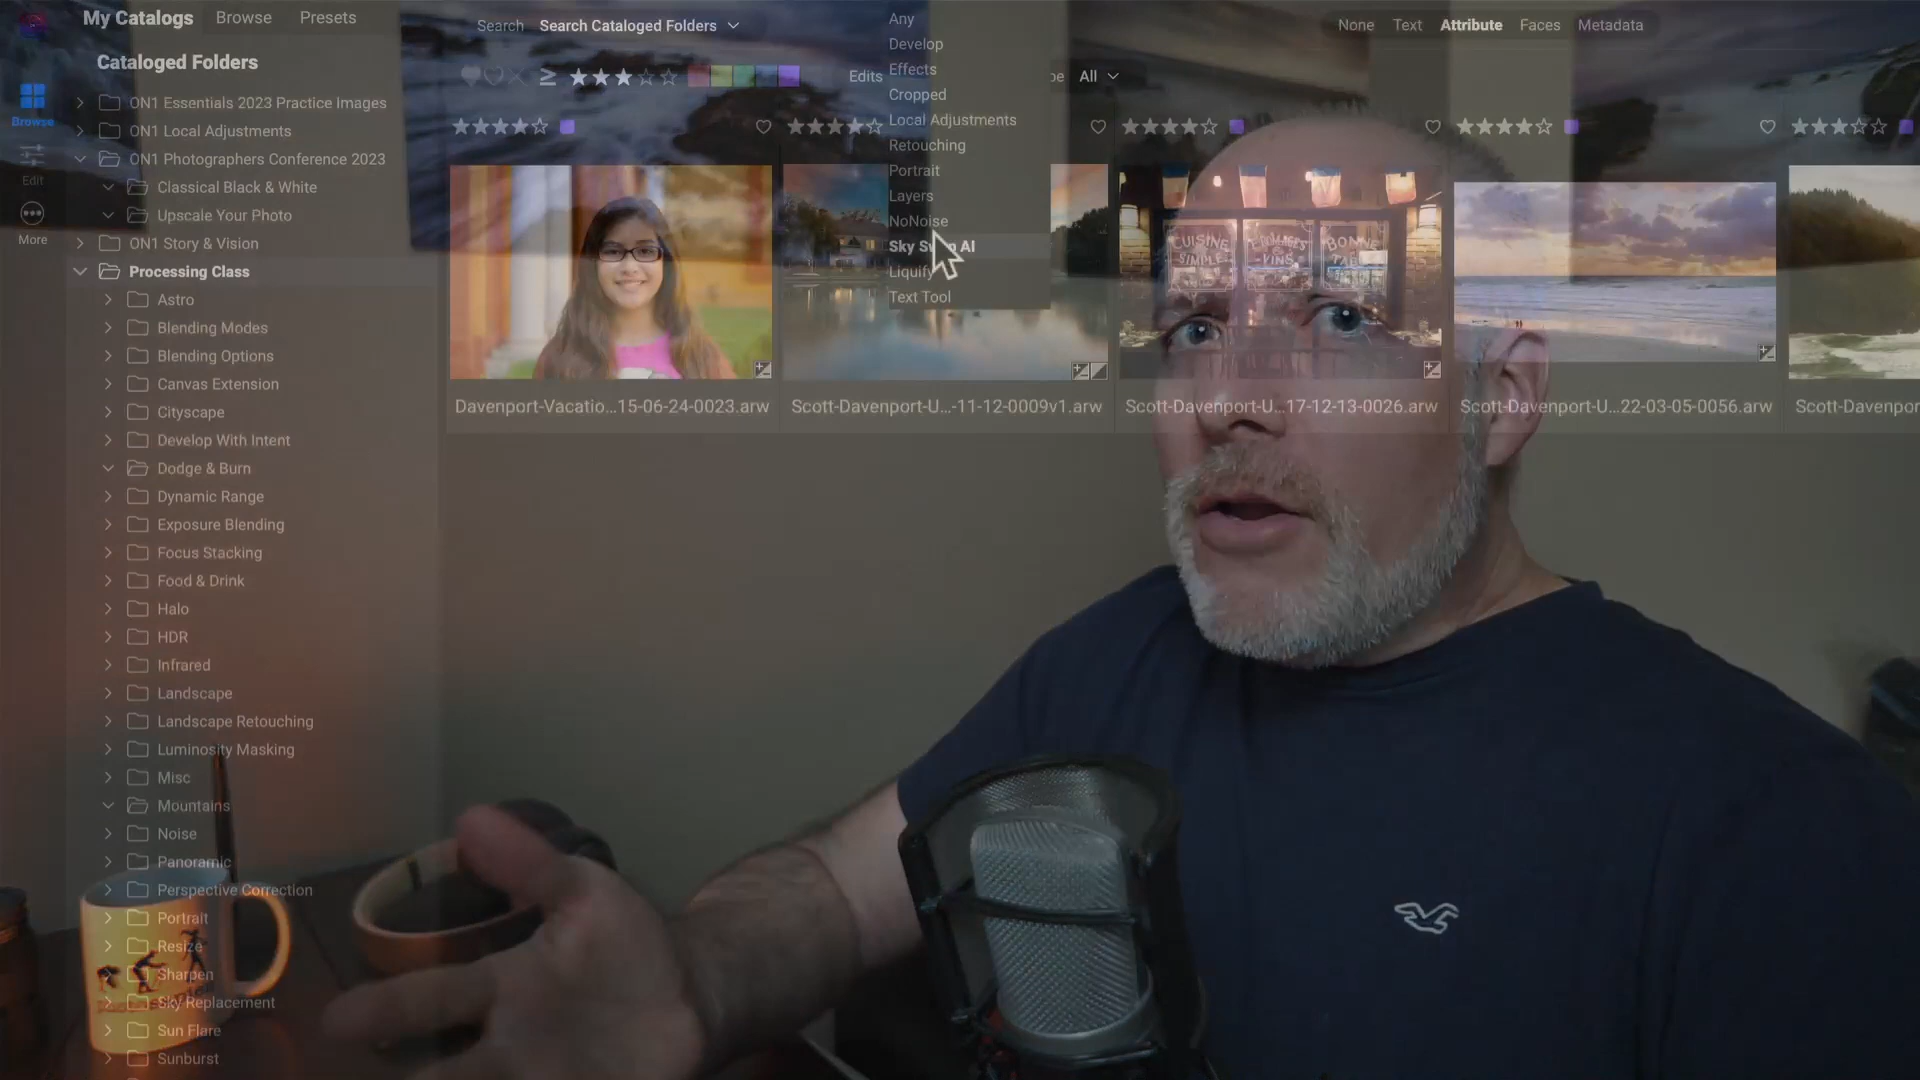 My Catalogs Browse Presets
Search Search Cataloged Folders
Any
None Text Attribute Faces Metadata
Cataloged Folders
Develop
Effects
Edits
All
Cropped
Local Adjustments
Retouching
Portrait
Layers
NoNoise
AI
Liquify
Text Tool
Browse
Edit
More
ON1 Essentials 2023 Practice Images
ON1 Local Adjustments
ON1 Photographers Conference 2023
Classical Black & White
Upscale Your Photo
ON1 Story & Vision
Processing Class
Astro
Blending Modes
Blending Options
Canvas Extension
Cityscape
Develop With Intent
Dodge & Burn
Dynamic Range
Exposure Blending
Focus Stacking
Food & Drink
Halo
HDR
Infrared
Landscape
Landscape Retouching
Luminosity Masking
Misc
Mountains
Noise
Panoramic
Perspective Correction
Portrait
Resize
Sharpen
Sky Replacement
Sun Flare
Sunburst
CUISINE SIMPLE
VINS
BONNE
Davenport-Vacatio...15-06-24-0023.arw
Scott-Davenport-U...-11-12-0009v1.arw
Scott-Davenport-U...17-12-13-0026.arw
Scott-Davenport-U...22-03-05-0056.arw
Scott-Davenpor